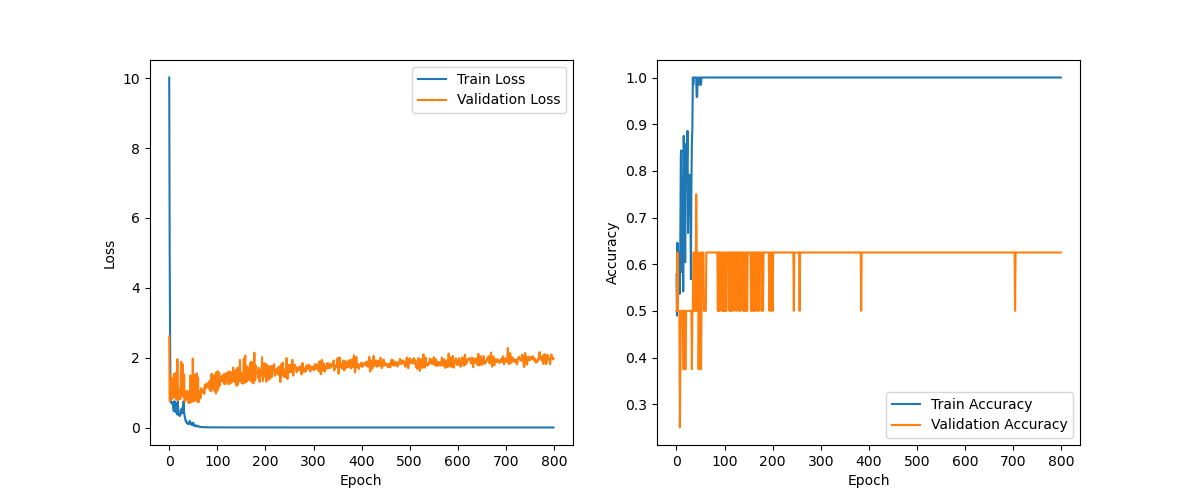 10
8
6
4
2
0
Loss
0 100 200 300 400 500 600 700 800
Epoch
Train Loss
Validation Loss
1.0
0.9
0.8
0.7
0.6
0.5
0.4
0.3
Accuracy
0 100 200 300 400 500 600 700 800
Epoch
Train Accuracy
Validation Accuracy